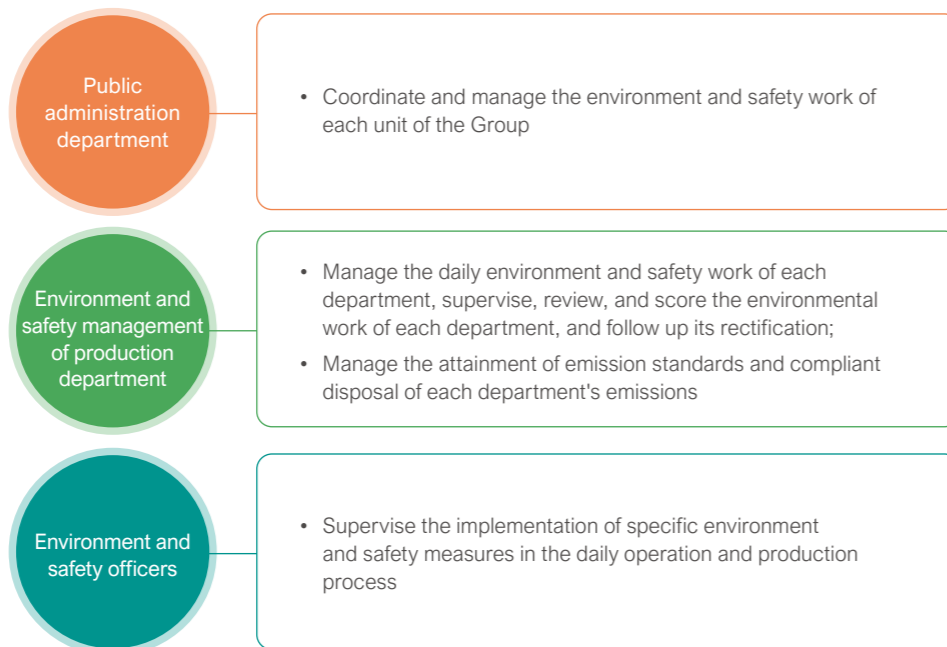 Public
administration
department
• Coordinate and manage the environment and safety work of
each unit of the Group
Environment and
safety management
of production
department
• Manage the daily environment and safety work of each
department, supervise, review, and score the environmental
work of each department, and follow up its rectification;
• Manage the attainment of emission standards and compliant
disposal of each department's emissions
Environment and
safety officers
• Supervise the implementation of specific environment
and safety measures in the daily operation and production
process